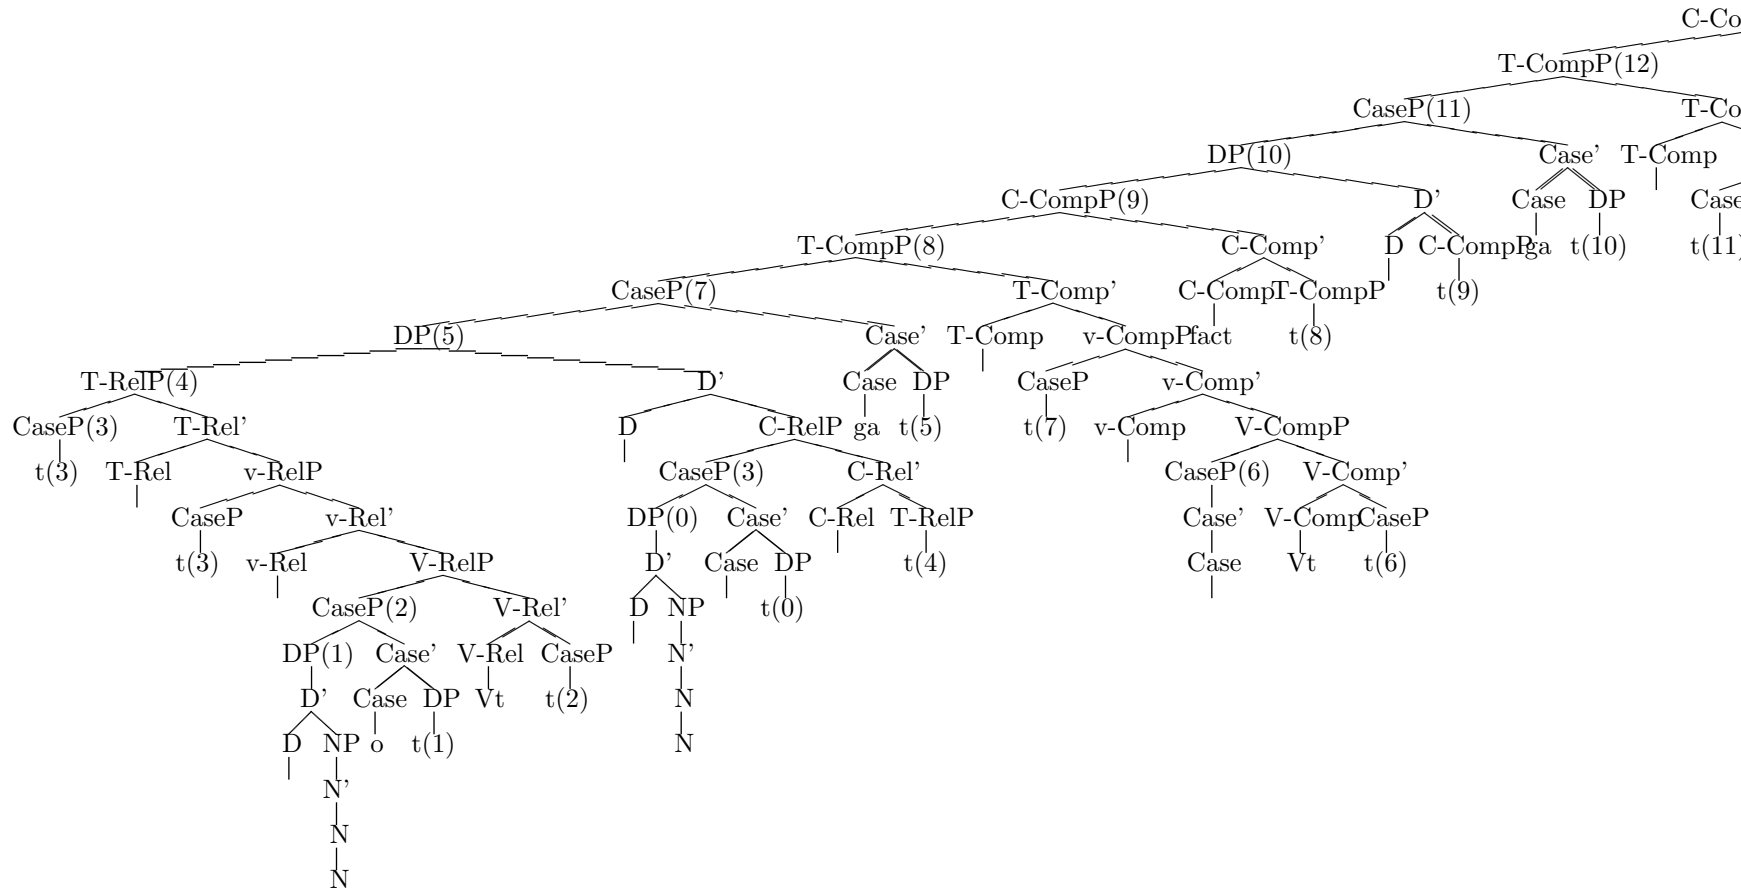 C-Co
T-CompP(12)
CaseP(11) T-Co
DP(10) Case’ T-Comp
C-CompP(9) D’ Case DP Case
T-CompP(8) C-Comp’ D C-CompP ga t(10) t(11)
CaseP(7) T-Comp’ C-Comp T-CompP t(9)
DP(5) Case’ T-Comp v-CompP fact t(8)
T-RelP(4) D’ Case DP CaseP v-Comp’
CaseP(3) T-Rel’ D C-RelP ga t(5) t(7) v-Comp V-CompP
t(3) T-Rel v-RelP CaseP(3) C-Rel’ CaseP(6) V-Comp’
CaseP v-Rel’ DP(0) Case’ C-Rel T-RelP Case’ V-Comp CaseP
t(3) v-Rel V-RelP D’ Case DP t(4) Case Vt t(6)
CaseP(2) V-Rel’ D NP t(0)
DP(1) Case’ V-Rel CaseP N’
D’ Case DP Vt t(2) N
D NP o t(1) N
N’
N
N